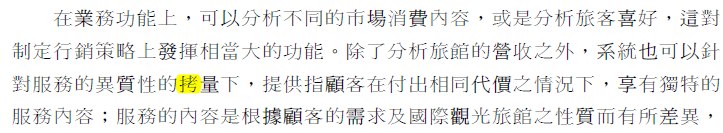 在業務功能上，可以分析不同的市場消費內容，或是分析旅客喜好，這對
制定行銷策略上發揮相當大的功能。除了分析旅館的營收之外，系統也可以針
對服務的異質性的拷量下，提供指顧客在付出相同代價之情況下，享有獨特的
服務內容；服務的內容是根據顧客的需求及國際觀光旅館之性質而有所差異，